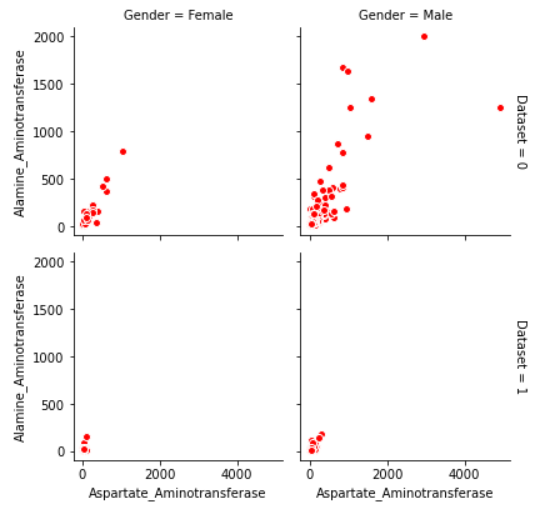 Gender = Female
Gender = Male
2000
1500
1000
500
0
Alamine_Aminotransferase
Dataset = 0
2000
1500
1000
500
0
Alamine_Aminotransferase
Dataset = 1
0 2000 4000
0 2000 4000
Aspartate_Aminotransferase
Aspartate_Aminotransferase